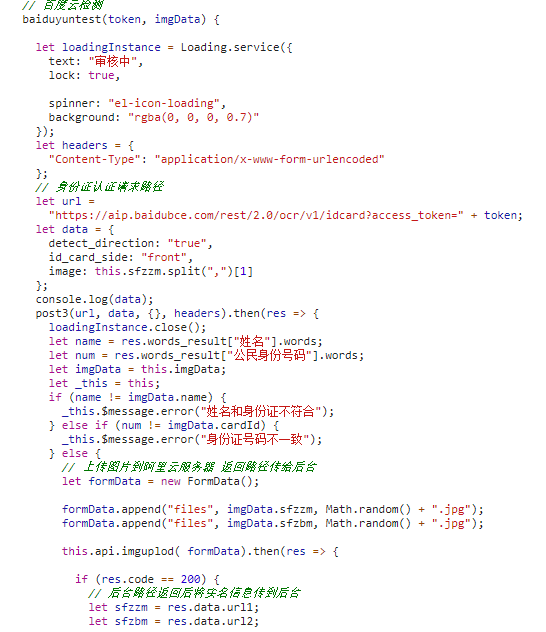 // 百度云检测
baiduyuntest(token, imgData) {
let loadingInstance = Loading.service({
text: "审核中",
lock: true,
spinner: "el-icon-loading",
background: "rgba(0, 0, 0, 0.7)"
});
let headers = {
"Content-Type": "application/x-www-form-urlencoded"
};
// 身份证认证请求路径
let url =
"https://aip.baidubce.com/rest/2.0/ocr/v1/idcard?access_token=" + token;
let data = {
detect_direction: "true",
id_card_side: "front",
image: this.sfzzm.split(",")[1]
};
console.log(data);
post3(url, data, {}, headers).then(res => {
loadingInstance.close();
let name = res.words_result["姓名"].words;
let num = res.words_result["公民身份号码"].words;
let imgData = this.imgData;
let _this = this;
if (name != imgData.name) {
_this.$message.error("姓名和身份证不符合");
} else if (num != imgData.cardId) {
_this.$message.error("身份证号码不一致");
} else {
// 上传图片到阿里云服务器 返回路径传给后台
let formData = new FormData();
formData.append("files", imgData.sfzzm, Math.random() + ".jpg");
formData.append("files", imgData.sfzbm, Math.random() + ".jpg");
this.api.imguplod( formData).then(res => {
if (res.code == 200) {
// 后台路径返回后将实名信息传到后台
let sfzzm = res.data.url1;
let sfzbm = res.data.url2;